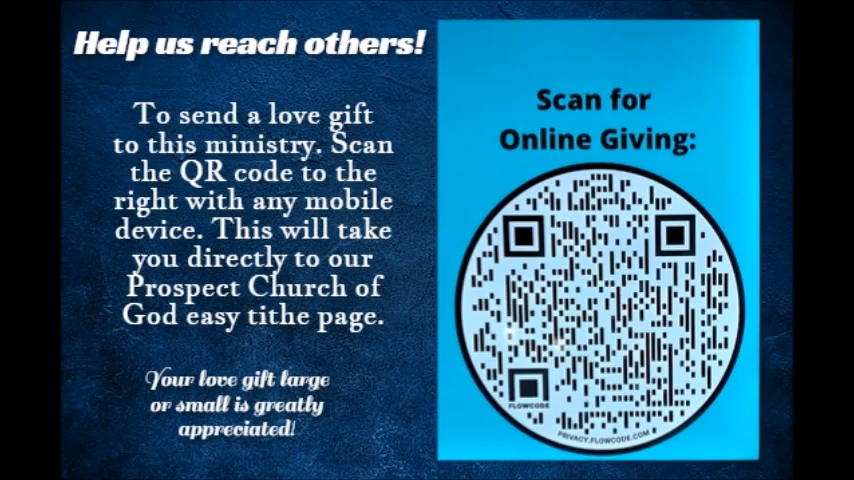 Help us reach others!
To send a love gift
to this ministry. Scan
the QR code to the
right with any mobile
device. This will take
you directly to our
Prospect Church of
God easy tithe page.
Your love gift large
or small is greatly
appreciated!
Scan for
Online Giving:
FLOWCODE
PRIVACY.FLOWCODE.COM